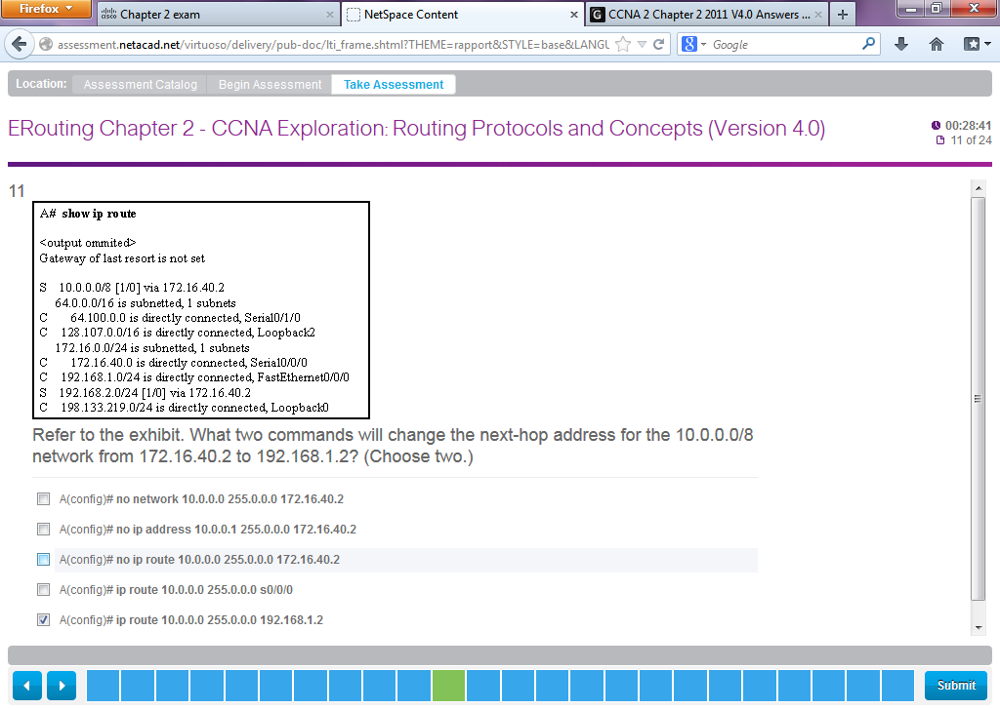 Firefox
Chapter 2 exam
NetSpace Content
CCNA 2 Chapter 2 2011 V4.0 Answers ...
assessment.netacad.net/virtuoso/delivery/pub-doc/lti_frame.shtml?THEME=rapport&STYLE=base&LANGU
Google
Location: Assessment Catalog Begin Assessment Take Assessment
ERouting Chapter 2 - CCNA Exploration: Routing Protocols and Concepts (Version 4.0)
00:28:41
11 of 24
11
A# show ip route
<output ommited>
Gateway of last resort is not set
S 10.0.0.0/8 [1/0] via 172.16.40.2
64.0.0.0/16 is subnetted, 1 subnets
C 64.100.0.0 is directly connected, Serial0/1/0
C 128.107.0.0/16 is directly connected, Loopback2
172.16.0.0/24 is subnetted, 1 subnets
C 172.16.40.0 is directly connected, Serial0/0/0
C 192.168.1.0/24 is directly connected, FastEthernet0/0/0
S 192.168.2.0/24 [1/0] via 172.16.40.2
C 198.133.219.0/24 is directly connected, Loopback0
Refer to the exhibit. What two commands will change the next-hop address for the 10.0.0.0/8
network from 172.16.40.2 to 192.168.1.2? (Choose two.)
A(config)# no network 10.0.0.0 255.0.0.0 172.16.40.2
A(config)# no ip address 10.0.0.1 255.0.0.0 172.16.40.2
A(config)# no ip route 10.0.0.0 255.0.0.0 172.16.40.2
A(config)# ip route 10.0.0.0 255.0.0.0 s0/0/0
A(config)# ip route 10.0.0.0 255.0.0.0 192.168.1.2
Submit